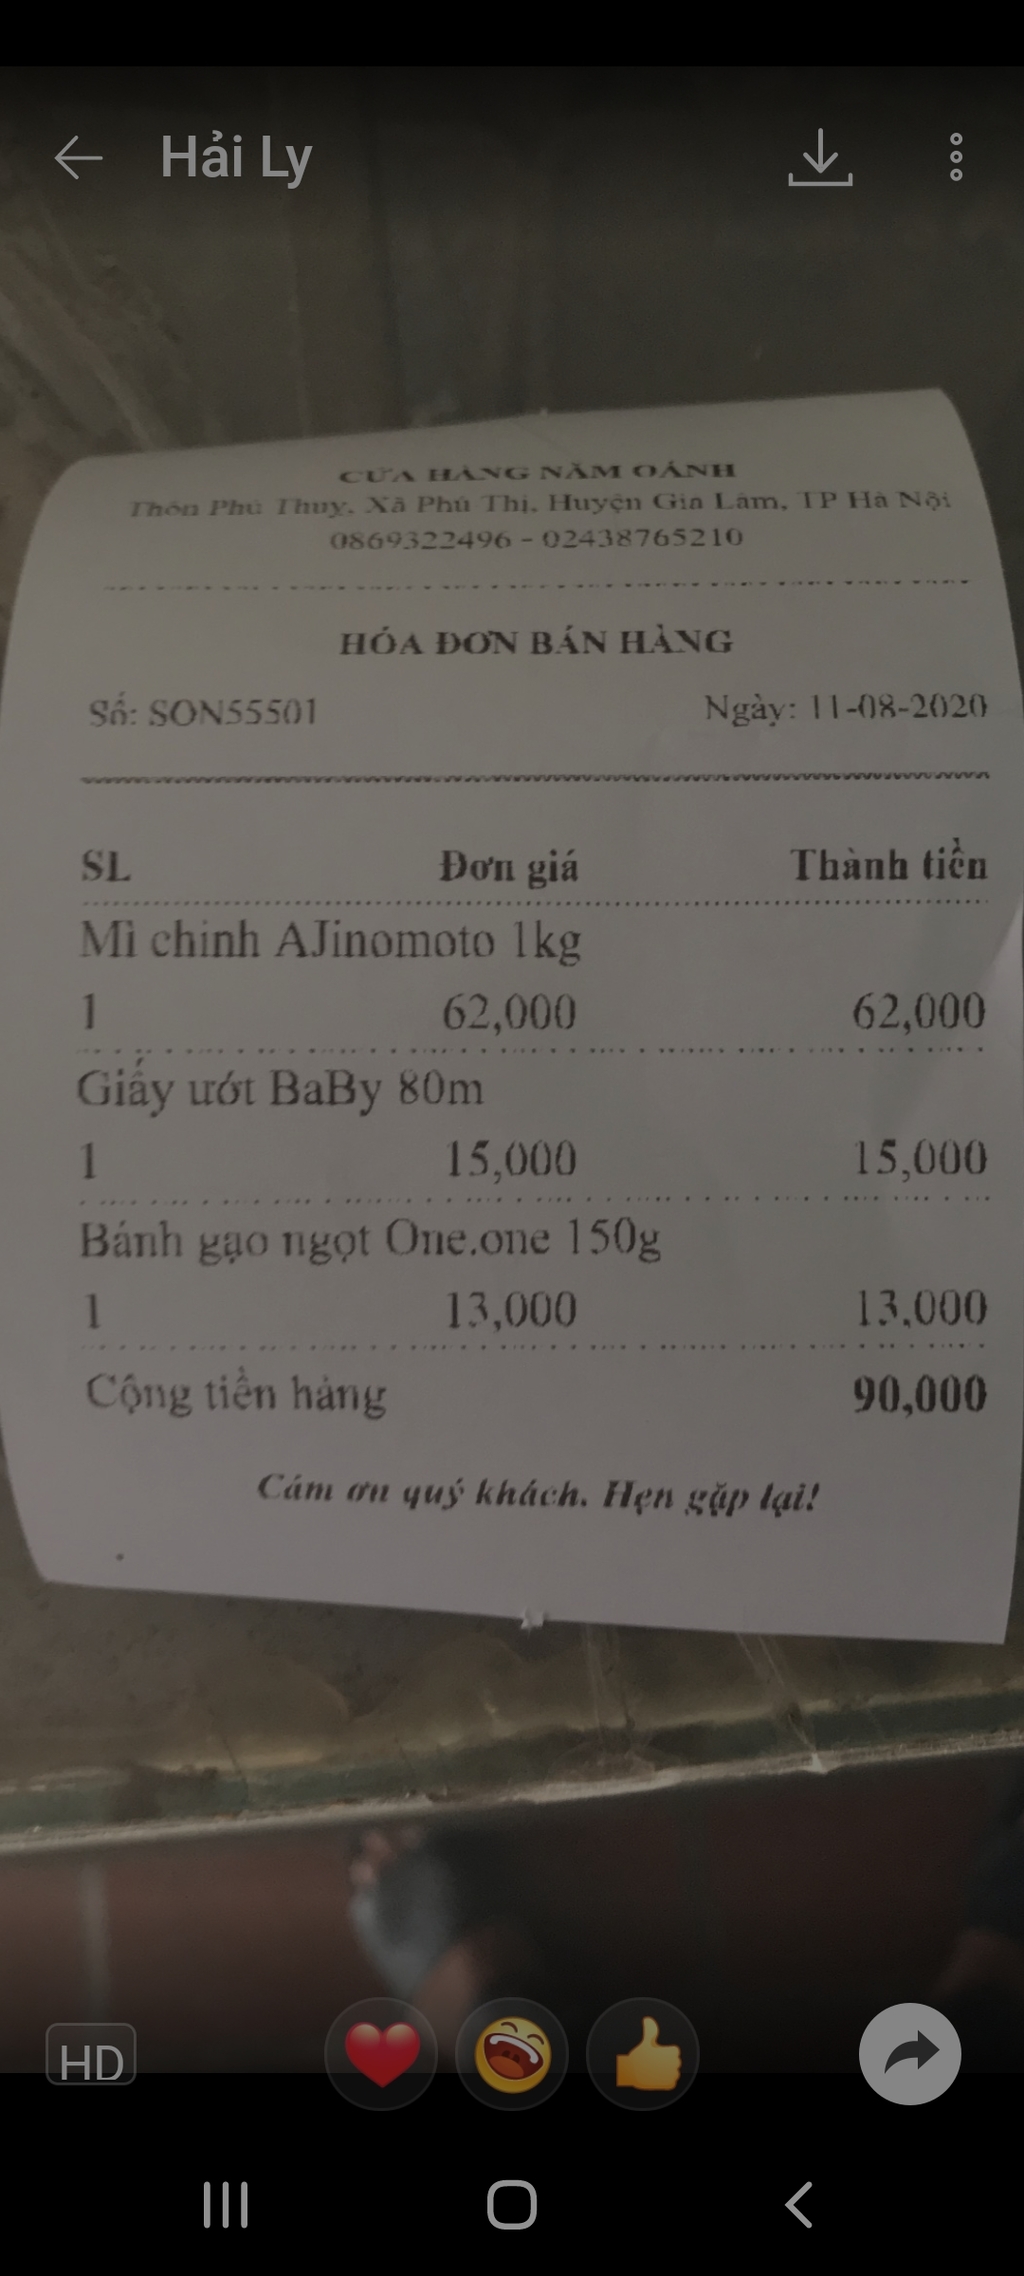 Hải Ly
CỬA HÀNG NĂM OÁNH
Thôn Phú Thuỵ, Xã Phú Thị, Huyện Gia Lâm, TP Hà Nội
0869322496 - 02438765210
HÓA ĐƠN BÁN HÀNG
Số: SON55501 Ngày: 11-08-2020
SL Đơn giá Thành tiền
Mì chinh AJinomoto 1kg
1 62,000 62,000
Giấy ướt BaBy 80m
1 15,000 15,000
Bánh gạo ngọt One.one 150g
1 13,000 13,000
Cộng tiền hàng 90,000
Cám ơn quý khách. Hẹn gặp lại!
HD